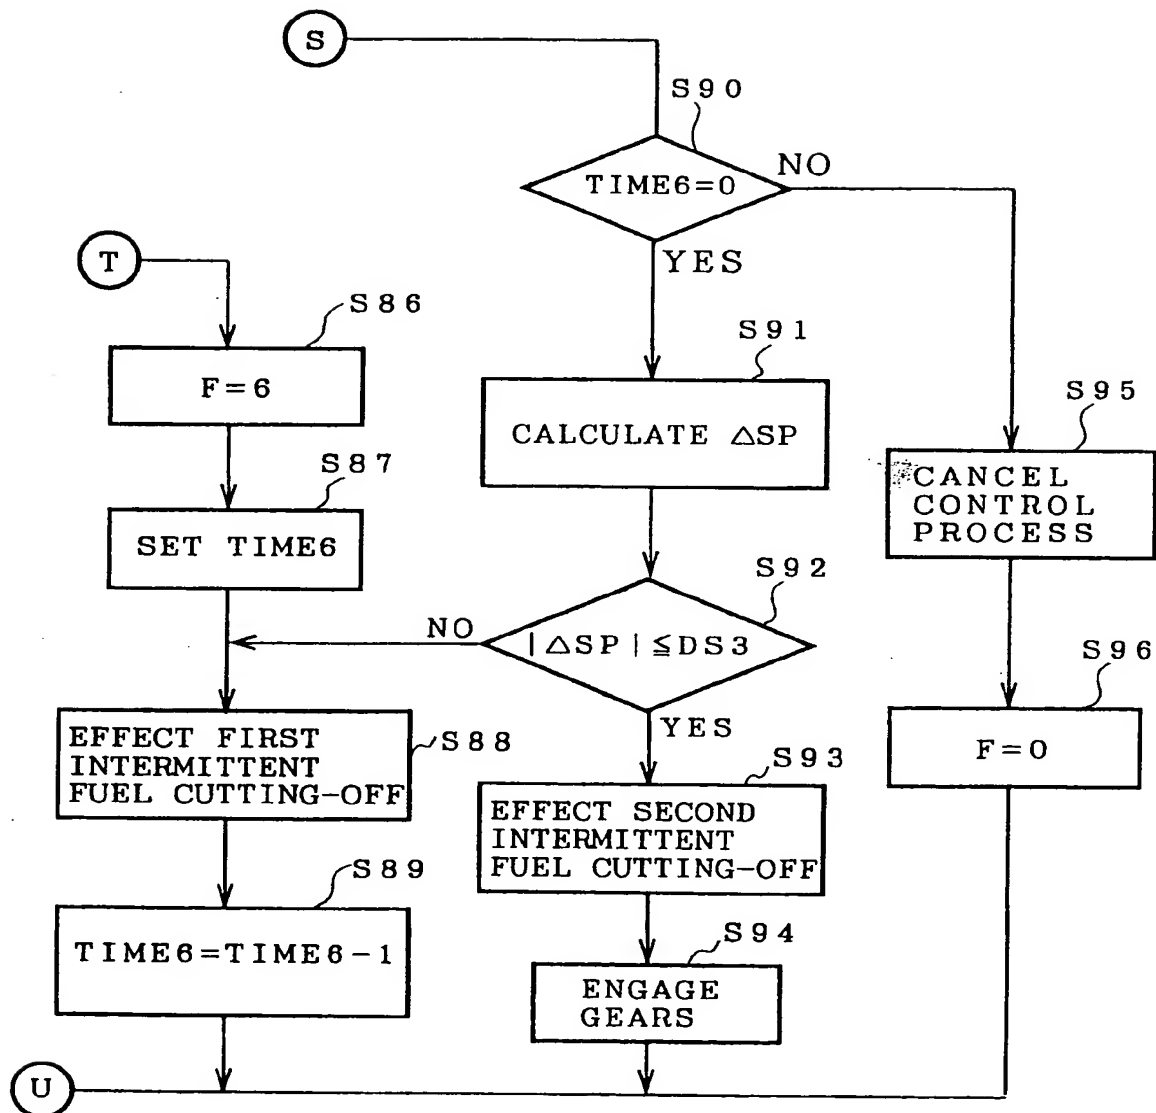 S
S90
TIME6=0
NO
YES
T
S86
F=6
S87
SET TIME6
S91
CALCULATE △SP
S95
CANCEL
CONTROL
PROCESS
S92
|△SP|≦DS3
NO
YES
S96
F=0
EFFECT FIRST
INTERMITTENT
FUEL CUTTING-OFF
S88
S93
EFFECT SECOND
INTERMITTENT
FUEL CUTTING-OFF
S89
TIME6=TIME6-1
S94
ENGAGE
GEARS
U